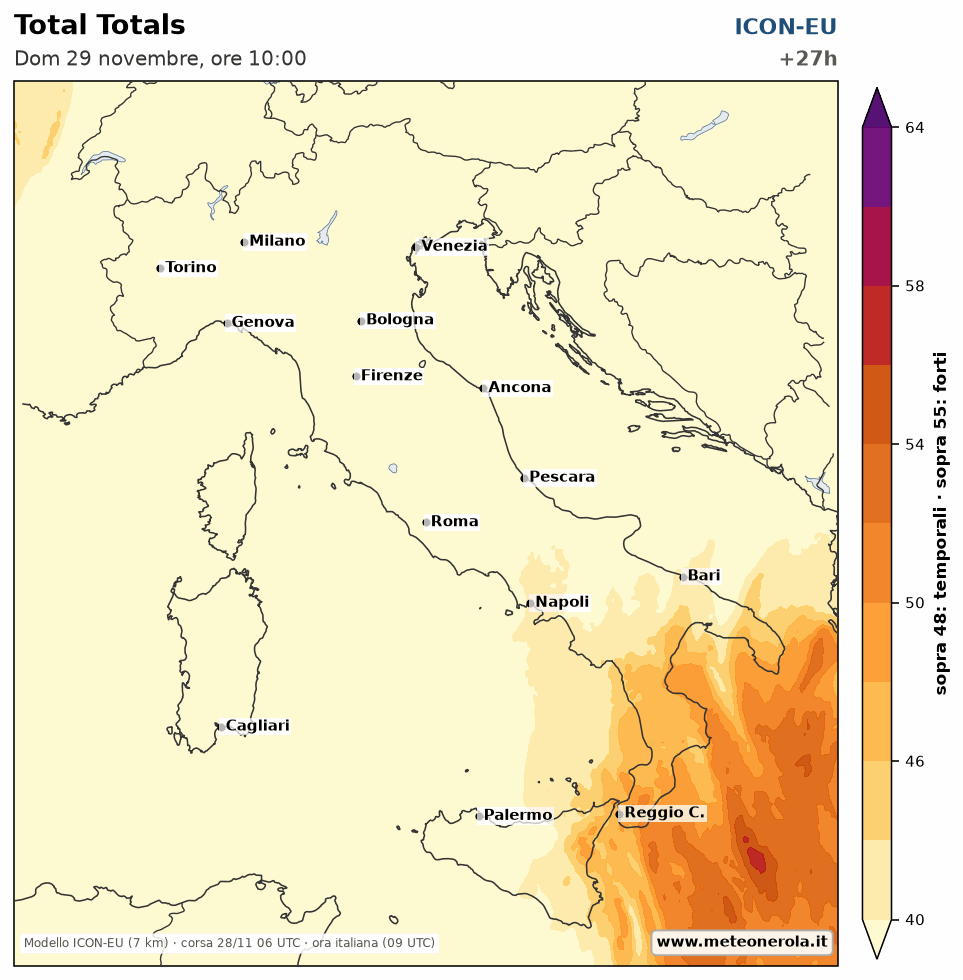 Total Totals
ICON-EU
Dom 29 novembre, ore 10:00
+27h
64
58
54
50
46
40
sopra 48: temporali · sopra 55: forti
Milano
Venezia
Torino
Genova
Bologna
Firenze
Ancona
Pescara
Roma
Bari
Napoli
Cagliari
Palermo
Reggio C.
Modello ICON-EU (7 km) · corsa 28/11 06 UTC · ora italiana (09 UTC)
www.meteonerola.it